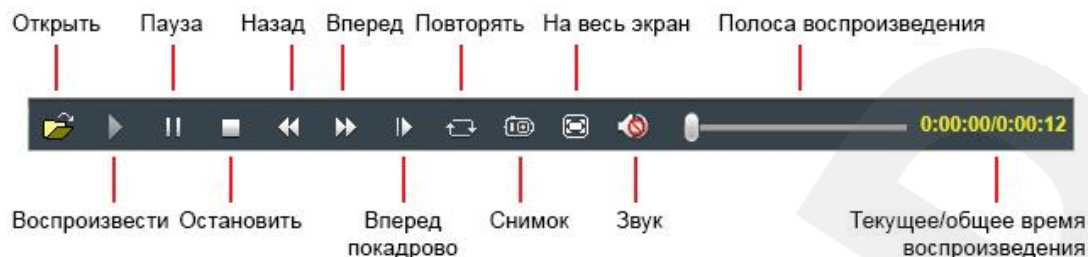 Открыть Пауза Назад Вперед Повторять На весь экран Полоса воспроизведения
0:00:00/0:00:12
Воспроизвести Остановить Вперед покадрово Снимок Звук Текущее/общее время воспроизведения